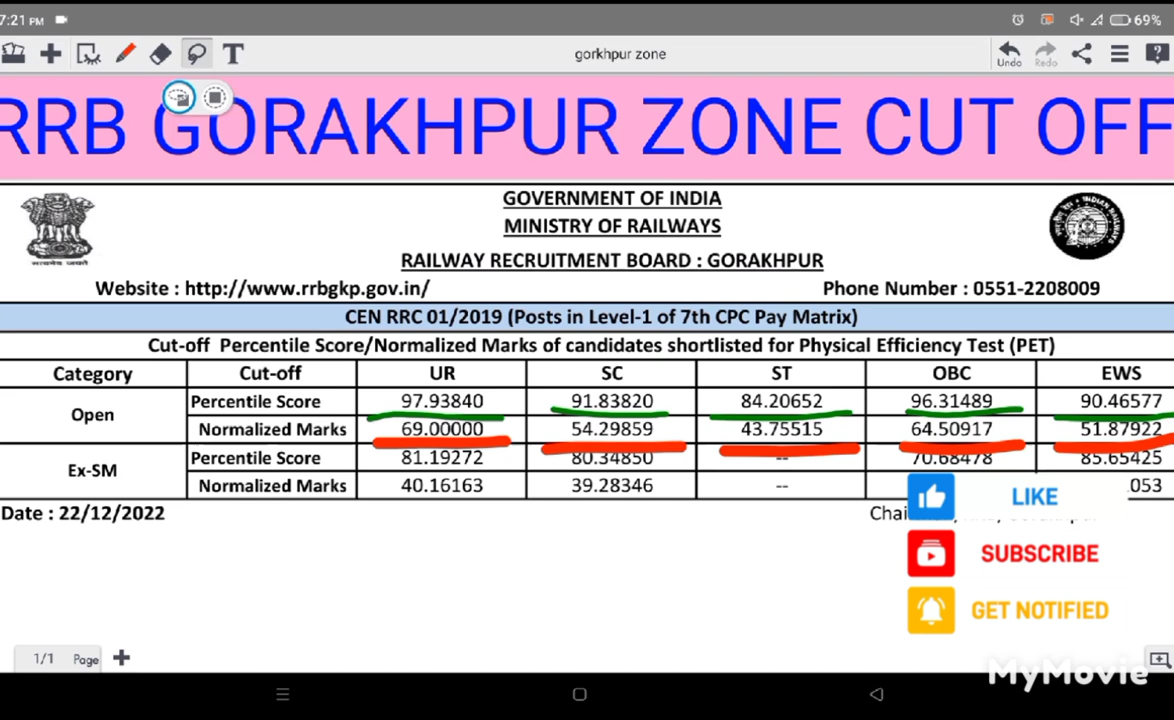 7:21 PM 69%
gorkhpur zone
Undo Redo
T
RRB GORAKHPUR ZONE CUT OFF
GOVERNMENT OF INDIA
MINISTRY OF RAILWAYS
RAILWAY RECRUITMENT BOARD : GORAKHPUR
Website : http://www.rrbgkp.gov.in/ Phone Number : 0551-2208009
CEN RRC 01/2019 (Posts in Level-1 of 7th CPC Pay Matrix)
Cut-off Percentile Score/Normalized Marks of candidates shortlisted for Physical Efficiency Test (PET)
Category Cut-off UR SC ST OBC EWS
Open Percentile Score 97.93840 91.83820 84.20652 96.31489 90.46577
Normalized Marks 69.00000 54.29859 43.75515 64.50917 51.87922
Ex-SM Percentile Score 81.19272 80.34850 -- 70.68478 85.65425
Normalized Marks 40.16163 39.28346 -- .053
Date : 22/12/2022
LIKE
SUBSCRIBE
GET NOTIFIED
1/1 Page
MyMovie